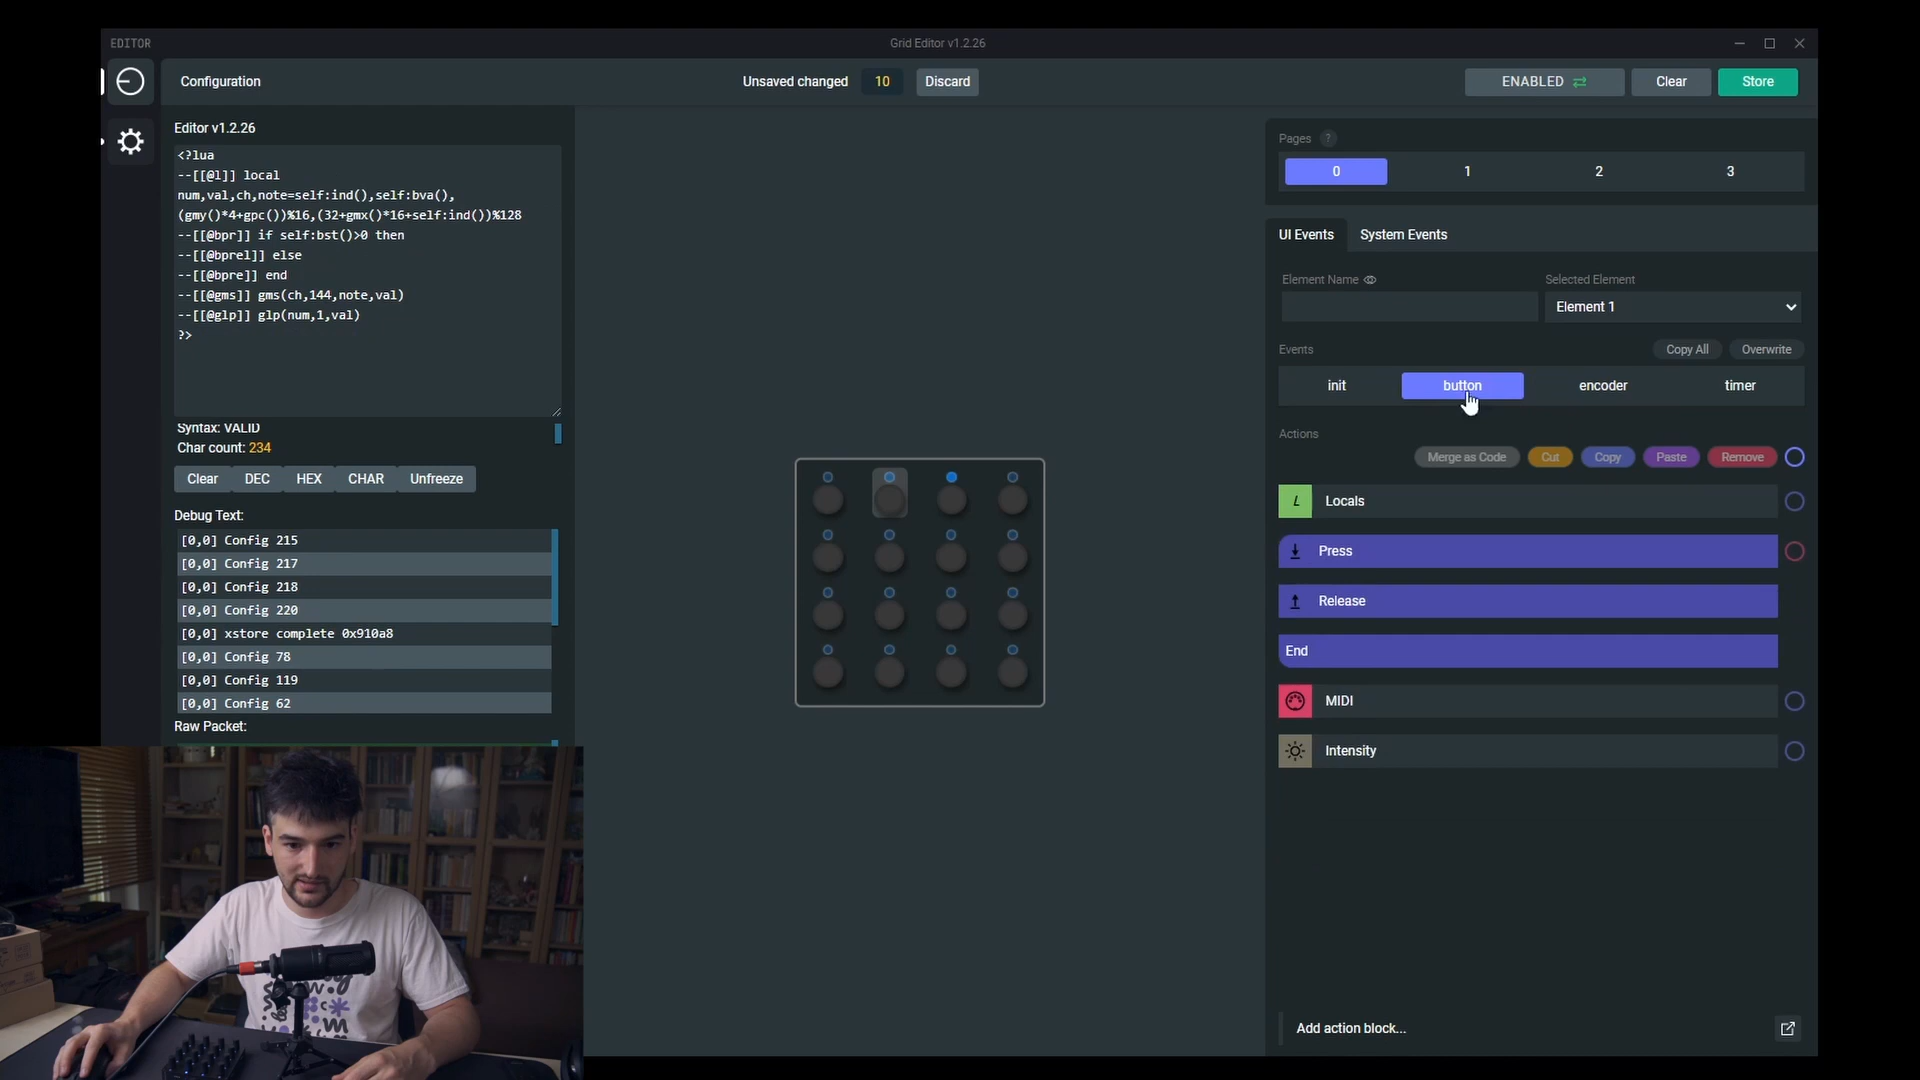 EDITOR
Grid Editor v1.2.26
Configuration
Unsaved changed 10 Discard
ENABLED Clear Store
Editor v1.2.26
<?lua
--[[@l]] local
num,val,ch,note=self:ind(),self:bva(),
(gmy()*4+gpc())%16,(32+gmx()*16+self:ind())%128
--[[@bpr]] if self:bst()>0 then
--[[@bprel]] else
--[[@bpre]] end
--[[@gms]] gms(ch,144,note,val)
--[[@glp]] glp(num,1,val)
?>
Syntax: VALID
Char count: 234
Clear DEC HEX CHAR Unfreeze
Debug Text:
[0,0] Config 215
[0,0] Config 217
[0,0] Config 218
[0,0] Config 220
[0,0] xstore complete 0x910a8
[0,0] Config 78
[0,0] Config 119
[0,0] Config 62
Raw Packet:
Pages ?
0 1 2 3
UI Events System Events
Element Name Selected Element
Element 1
Events Copy All Overwrite
init button encoder timer
Actions
Merge as Code Cut Copy Paste Remove
L Locals
Press
Release
End
MIDI
Intensity
Add action block...